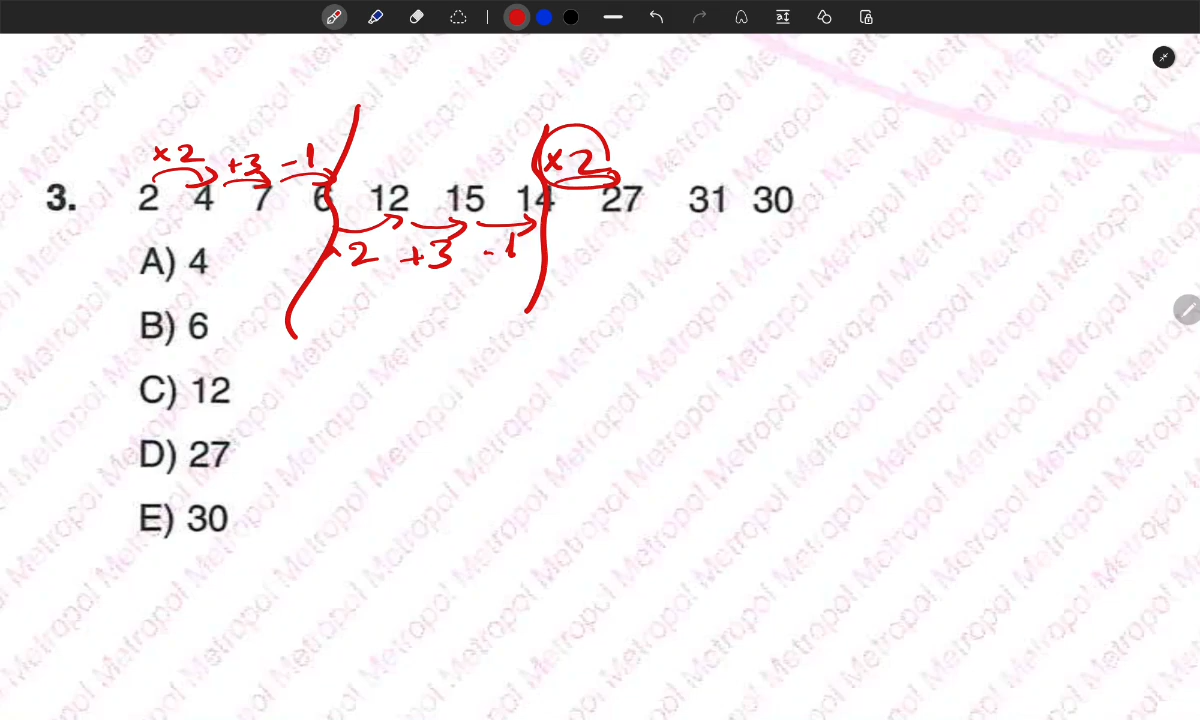 ×2 +3 -1 ×2
3. 2 4 7 6 12 15 14 27 31 30
×2 +3 -1
A) 4
B) 6
C) 12
D) 27
E) 30
Metropol